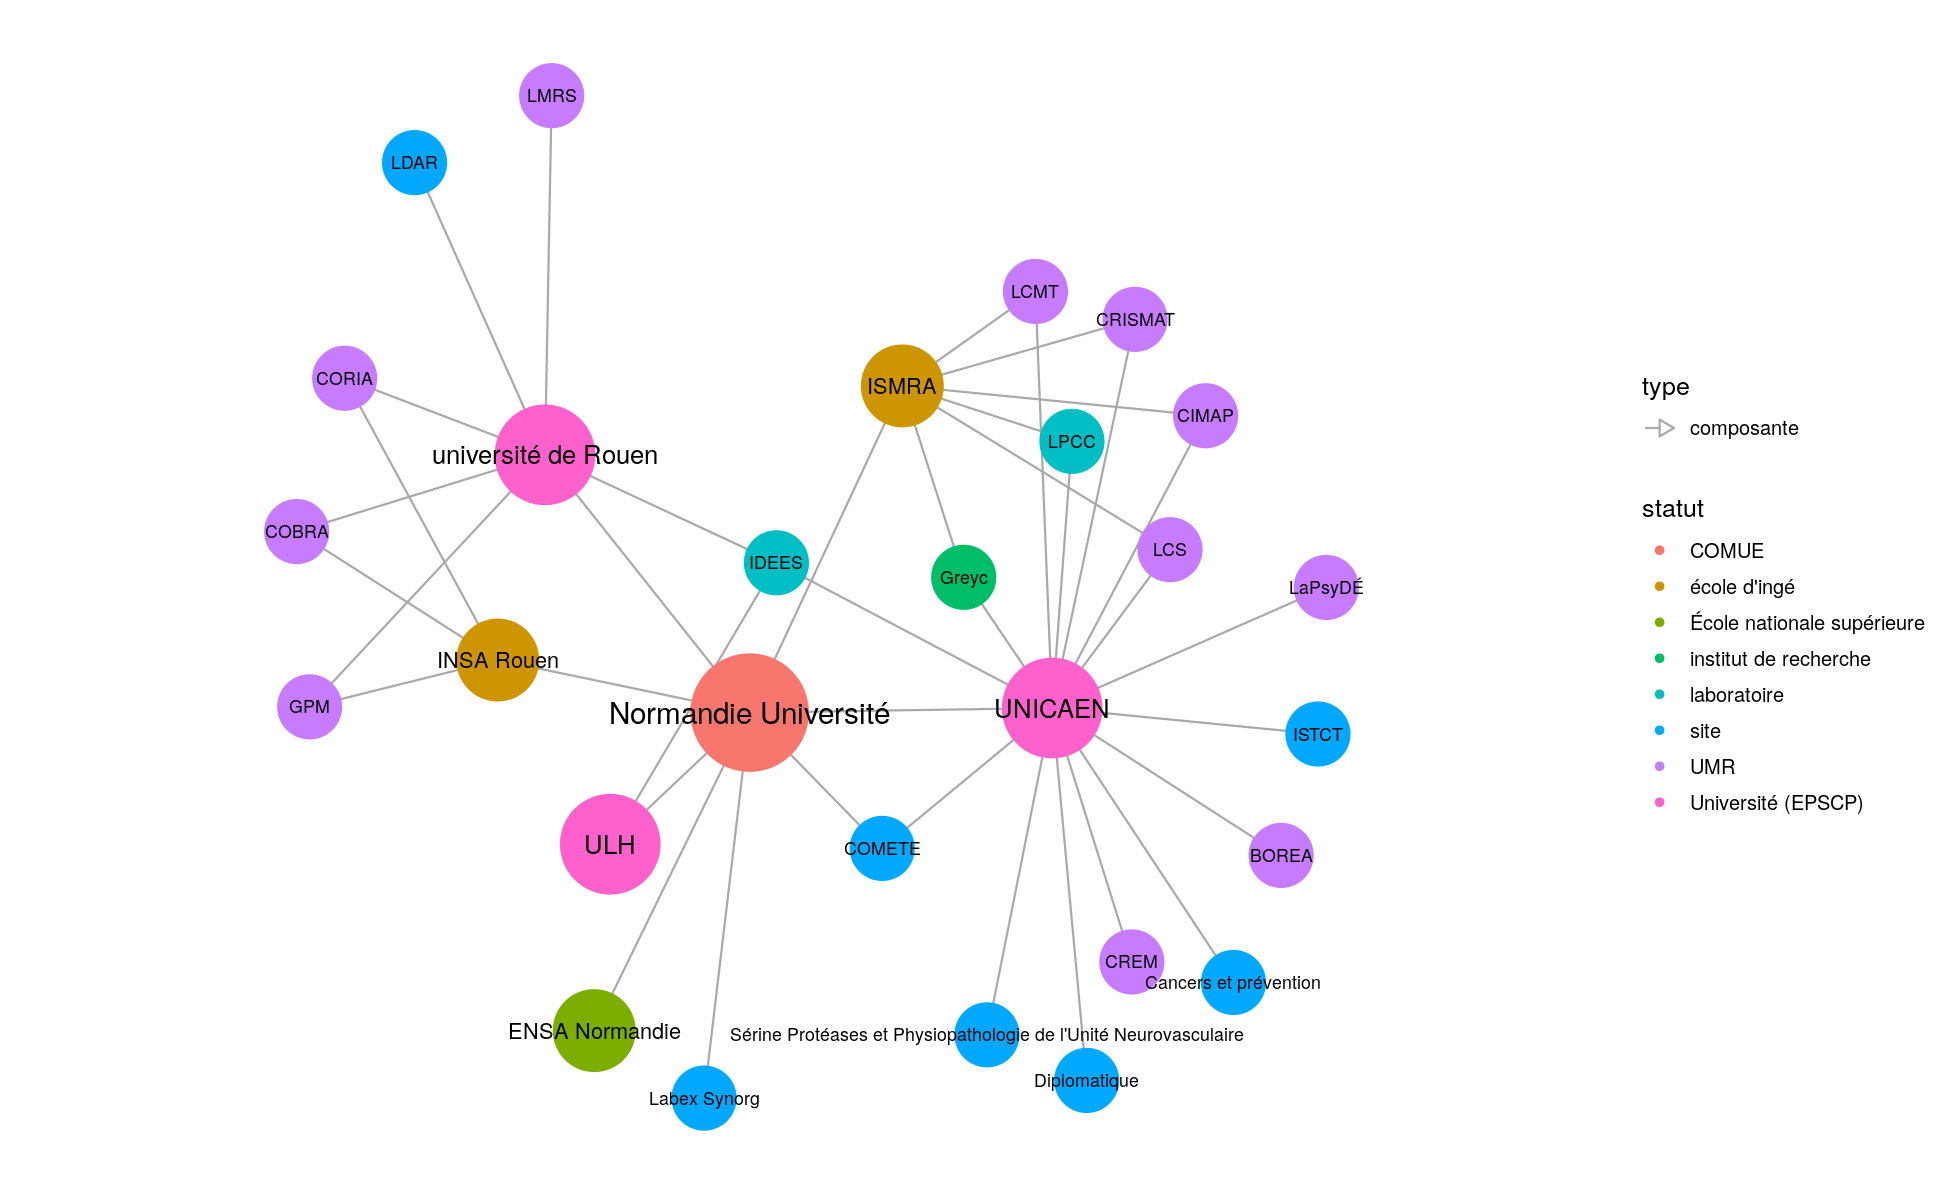 LMRS
LDAR
LCMT
CRISMAT
CORIA
ISMRA
CIMAP
LPCC
université de Rouen
COBRA
LCS
IDEES
Greyc
LaPsyDÉ
INSA Rouen
GPM
Normandie Université
UNICAEN
ISTCT
ULH
COMETE
BOREA
CREM
Cancers et prévention
ENSA Normandie
Sérine Protéases et Physiopathologie de l'Unité Neurovasculaire
Diplomatique
Labex Synorg
type
composante
statut
COMUE
école d'ingé
École nationale supérieure
institut de recherche
laboratoire
site
UMR
Université (EPSCP)